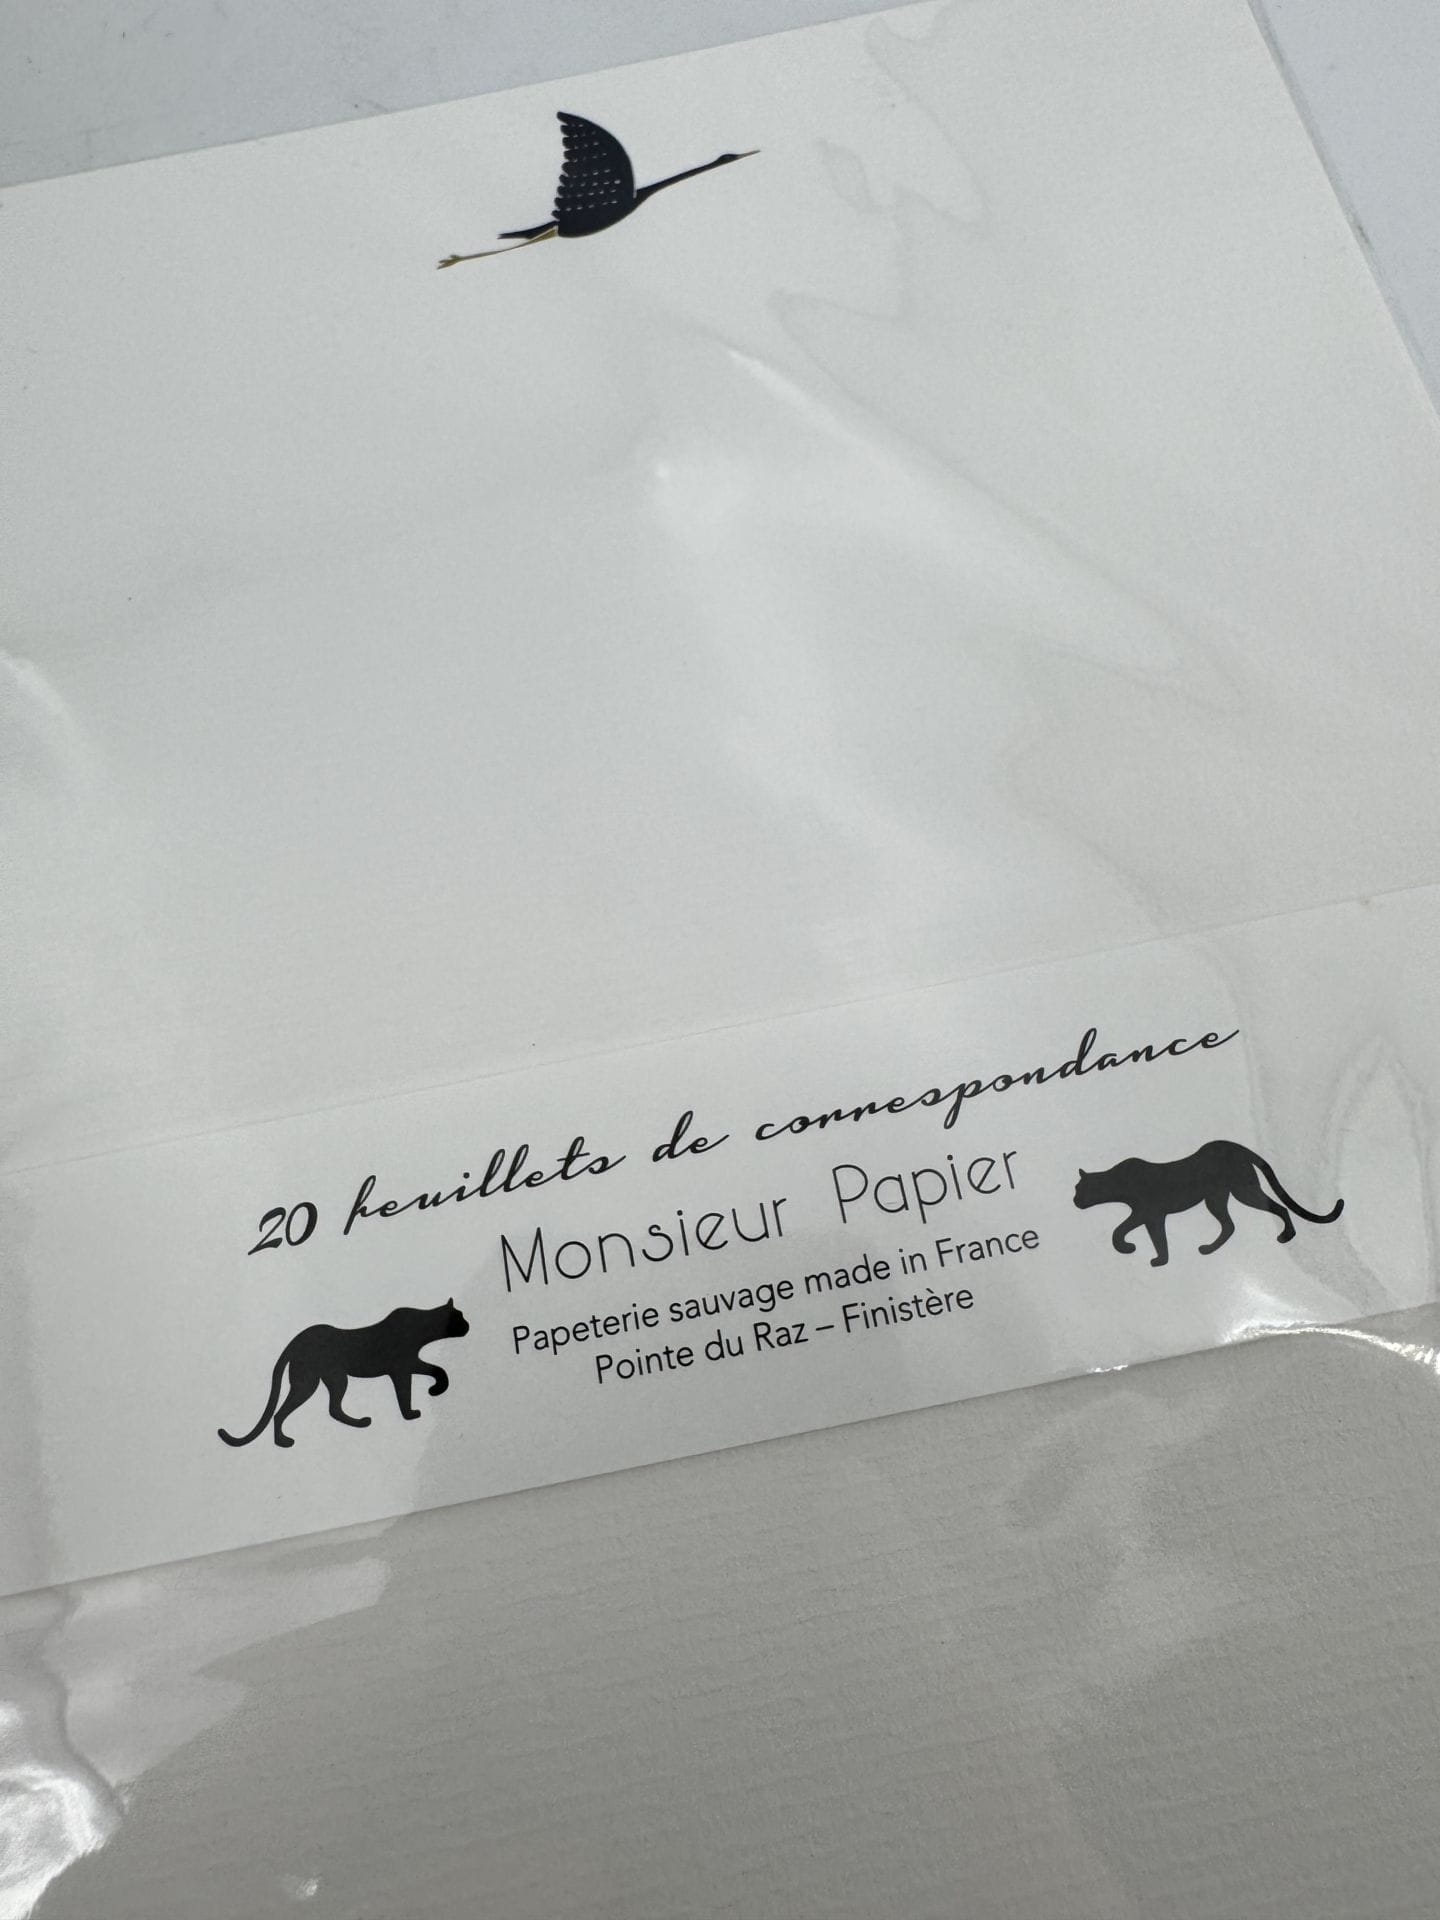 20 feuillets de correspondance
Monsieur Papier
Papeterie sauvage made in France
Pointe du Raz – Finistère